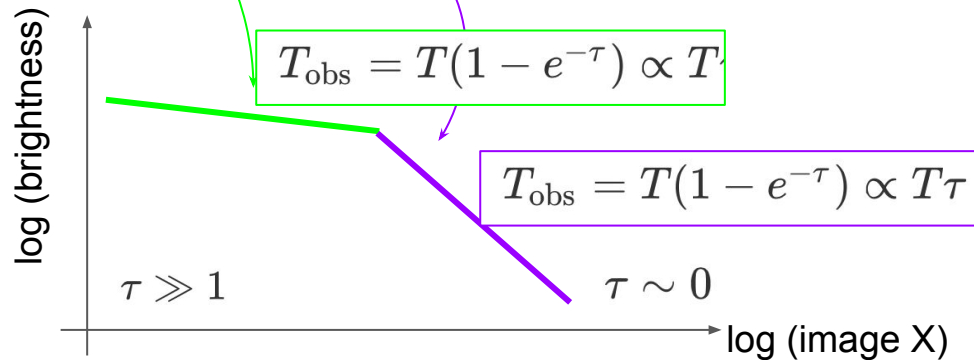 log (brightness)
T_obs = T(1 − e^{−τ}) ∝ T
T_obs = T(1 − e^{−τ}) ∝ Tτ
τ ≫ 1
τ ∼ 0
log (image X)